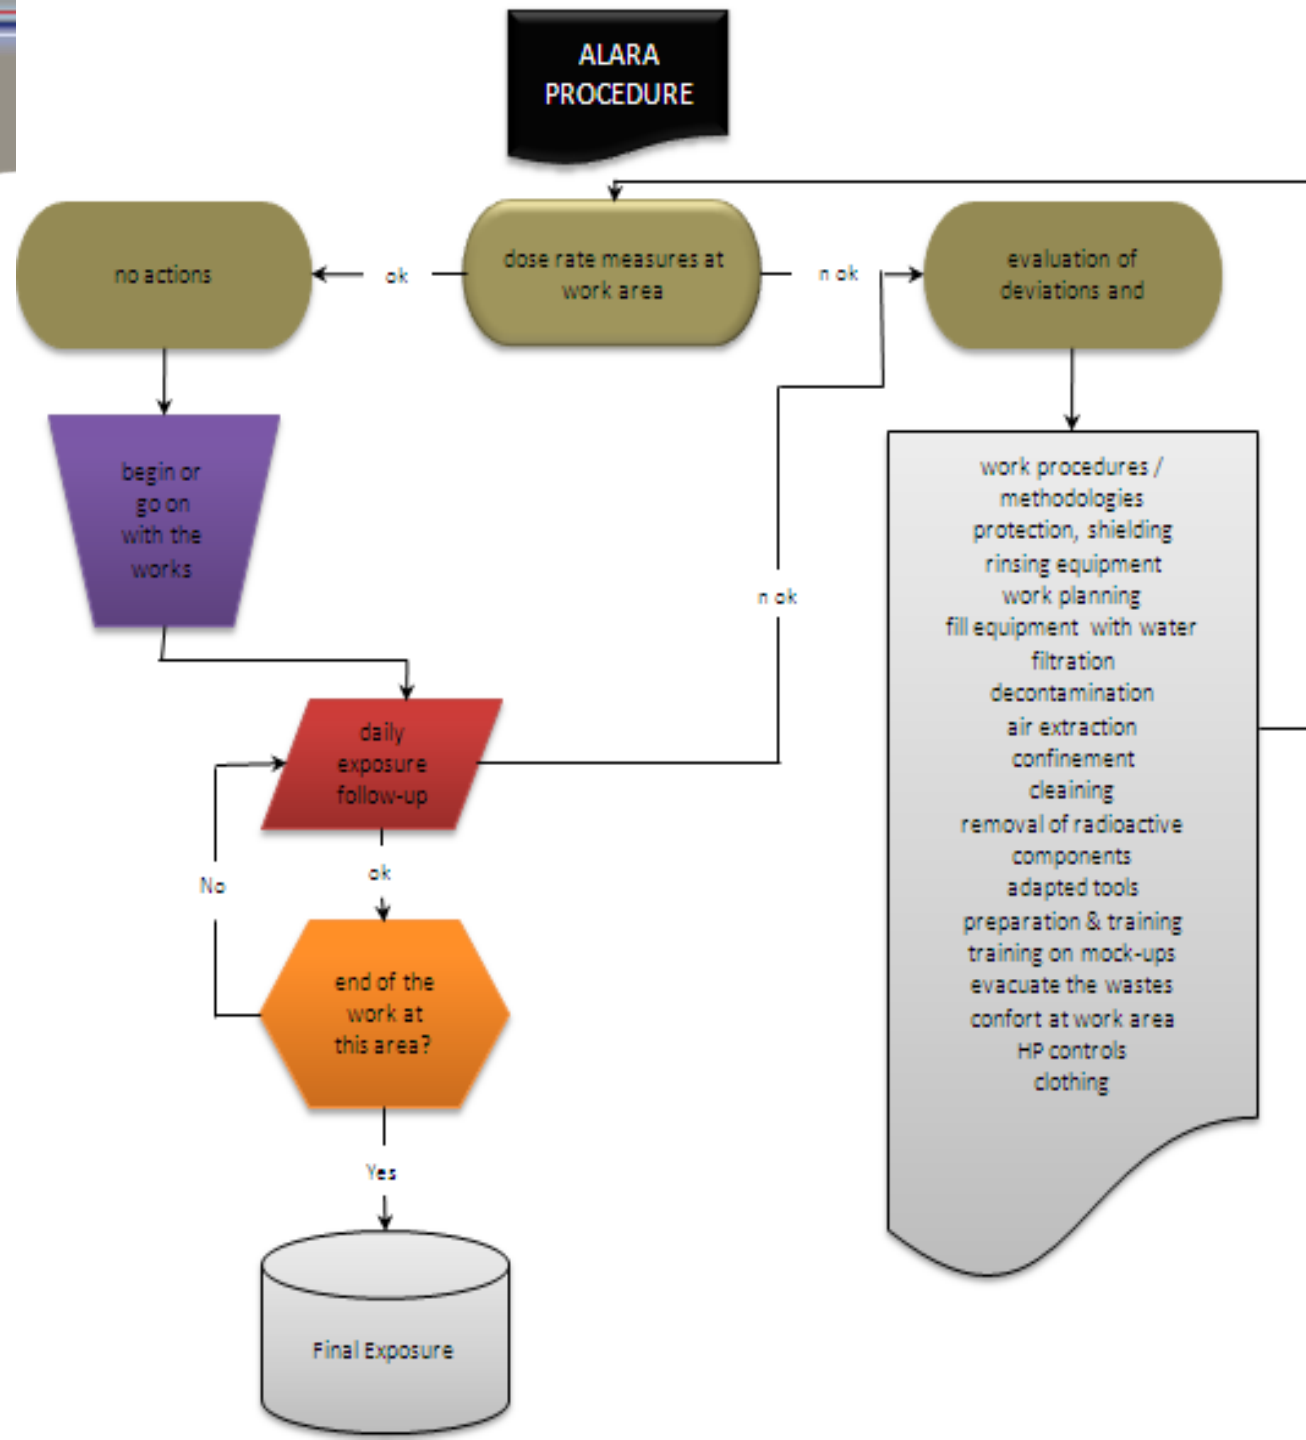 ALARA
PROCEDURE
no actions
ok
dose rate measures at
work area
n ok
evaluation of
deviations and
begin or
go on
with the
works
work procedures /
methodologies
protection, shielding
rinsing equipment
work planning
fill equipment with water
filtration
decontamination
air extraction
confinement
cleaining
removal of radioactive
components
adapted tools
preparation & training
training on mock-ups
evacuate the wastes
confort at work area
HP controls
clothing
n ok
daily
exposure
follow-up
No
ok
end of the
work at
this area?
Yes
Final Exposure